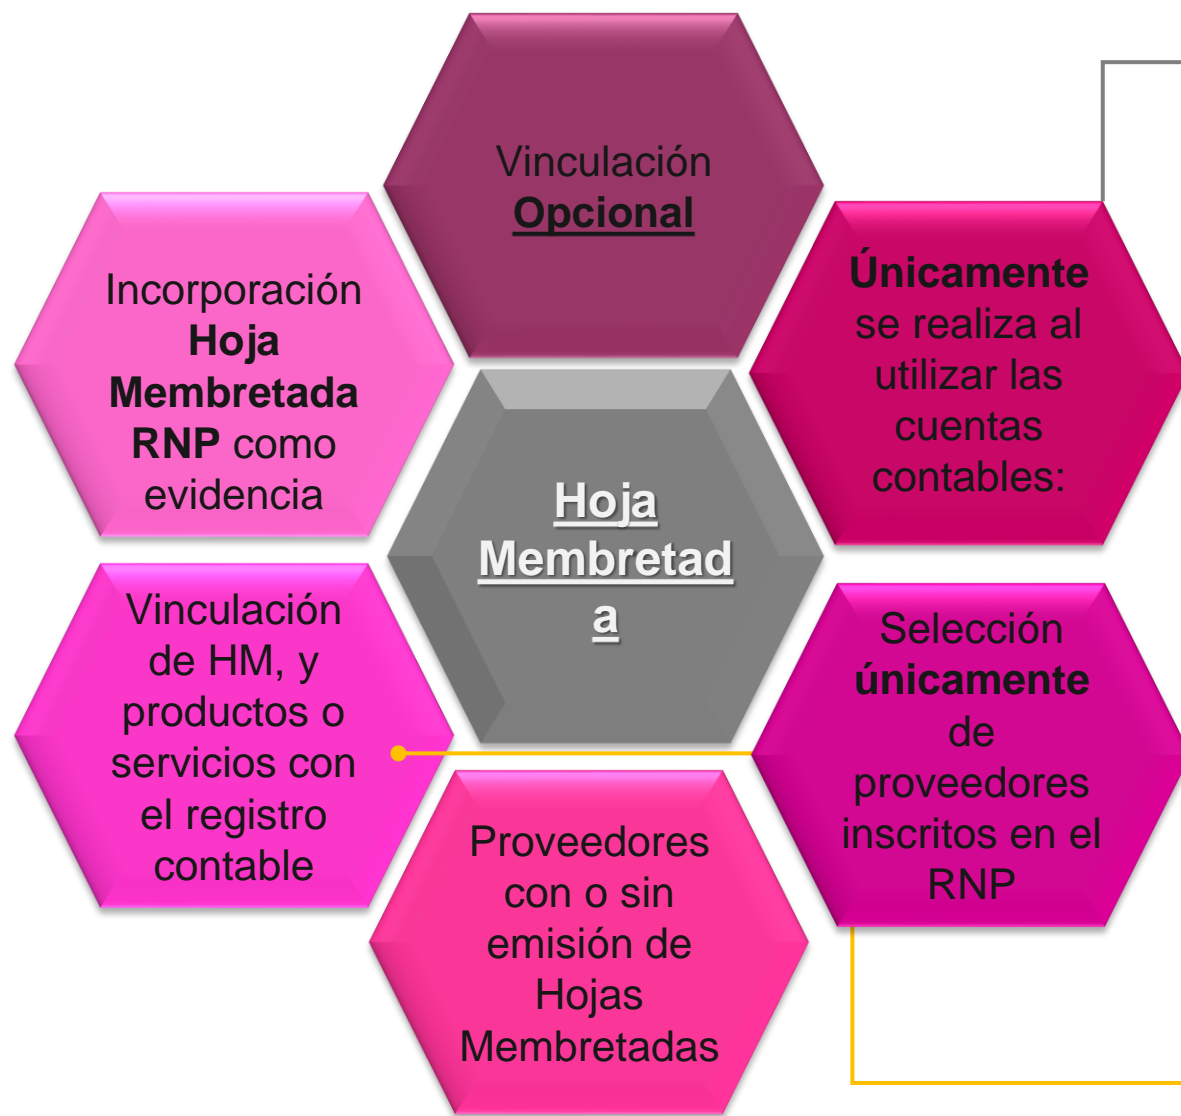 Vinculación
Opcional
Incorporación
Hoja
Membretada
RNP como
evidencia
Únicamente
se realiza al
utilizar las
cuentas
contables:
Hoja
Membretad
a
Vinculación
de HM, y
productos o
servicios con
el registro
contable
Selección
únicamente
de
proveedores
inscritos en el
RNP
Proveedores
con o sin
emisión de
Hojas
Membretadas